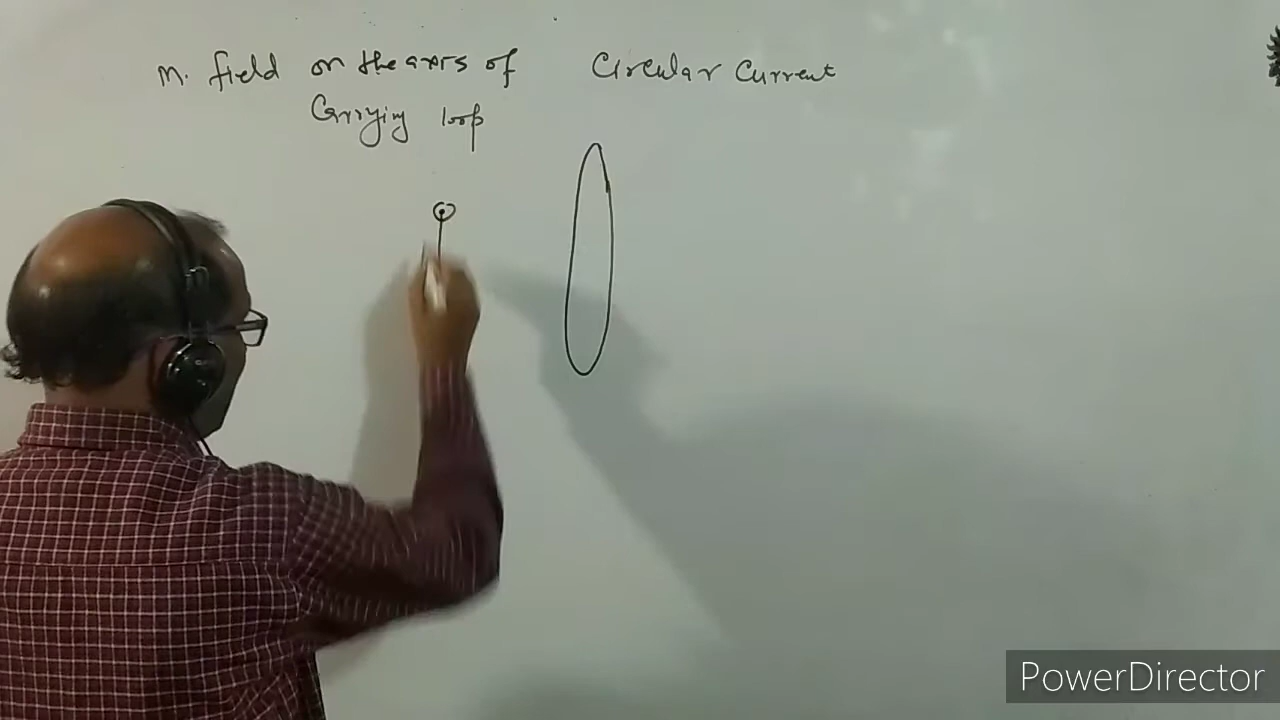 M. field on the axis of Circular Current
Carrying loop
PowerDirector